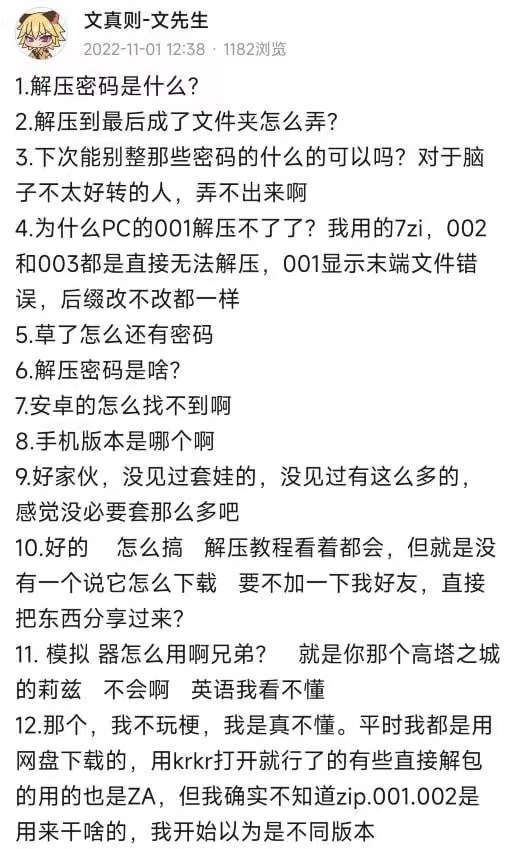 文真则-文先生
2022-11-01 12:38 · 1182浏览
1.解压密码是什么？
2.解压到最后成了文件夹怎么弄？
3.下次能别整那些密码的什么的可以吗？对于脑
子不太好转的人，弄不出来啊
4.为什么PC的001解压不了了？我用的7zi，002
和003都是直接无法解压，001显示末端文件错
误，后缀改不改都一样
5.草了怎么还有密码
6.解压密码是啥？
7.安卓的怎么找不到啊
8.手机版本是哪个啊
9.好家伙，没见过套娃的，没见过有这么多的，
感觉没必要套那么多吧
10.好的 怎么搞 解压教程看着都会，但就是没
有一个说它怎么下载 要不加一下我好友，直接
把东西分享过来？
11. 模拟 器怎么用啊兄弟？ 就是你那个高塔之城
的莉兹 不会啊 英语我看不懂
12.那个，我不玩梗，我是真不懂。平时我都是用
网盘下载的，用krkr打开就行了的有些直接解包
的用的也是ZA，但我确实不知道zip.001.002是
用来干啥的，我开始以为是不同版本